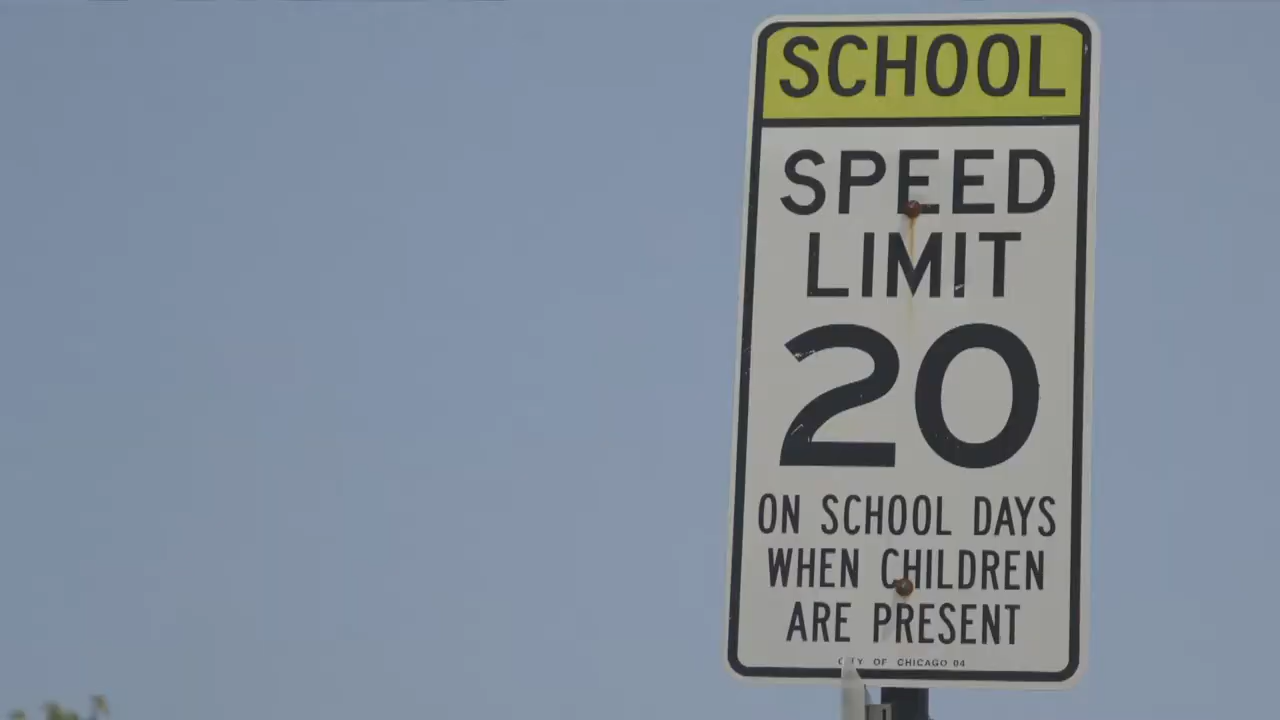 SCHOOL
SPEED
LIMIT
20
ON SCHOOL DAYS
WHEN CHILDREN
ARE PRESENT
CITY OF CHICAGO 04